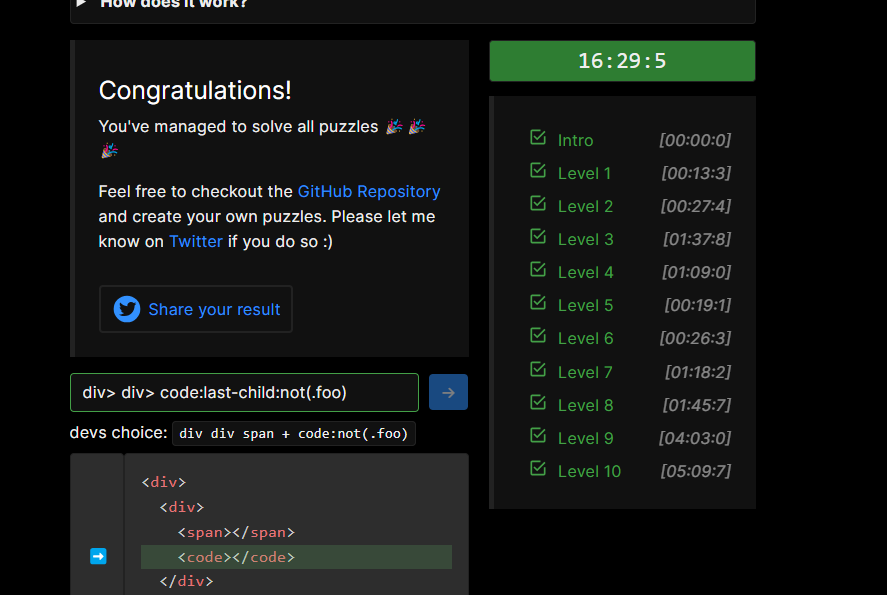 How does it work?
Congratulations!
You've managed to solve all puzzles 🎉 🎉
🎉
Feel free to checkout the GitHub Repository
and create your own puzzles. Please let me
know on Twitter if you do so :)
Share your result
div> div> code:last-child:not(.foo)
devs choice: div div span + code:not(.foo)
<div>
<div>
<span></span>
<code></code>
</div>
16:29:5
Intro [00:00:0]
Level 1 [00:13:3]
Level 2 [00:27:4]
Level 3 [01:37:8]
Level 4 [01:09:0]
Level 5 [00:19:1]
Level 6 [00:26:3]
Level 7 [01:18:2]
Level 8 [01:45:7]
Level 9 [04:03:0]
Level 10 [05:09:7]